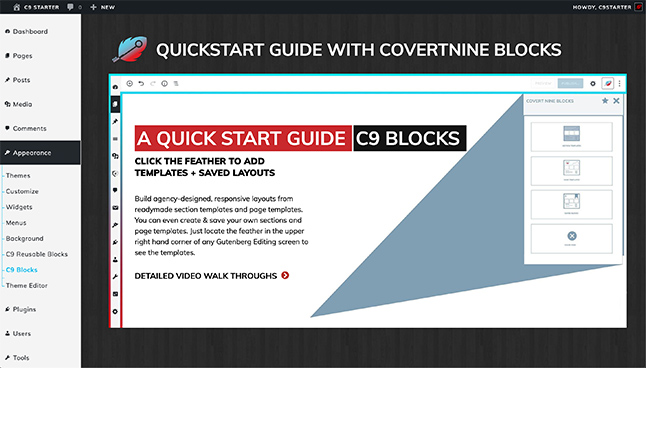 C9 STARTER 0 NEW HOWDY, C9STARTER
Dashboard
Pages
Posts
Media
Comments
Appearance
Themes
Customize
Widgets
Menus
Background
C9 Reusable Blocks
C9 Blocks
Theme Editor
Plugins
Users
Tools
QUICKSTART GUIDE WITH COVERTNINE BLOCKS
COVERT NINE BLOCKS
A QUICK START GUIDE C9 BLOCKS
CLICK THE FEATHER TO ADD
TEMPLATES + SAVED LAYOUTS
Build agency-designed, responsive layouts from
readymade section templates and page templates.
You can even create & save your own sections and
page templates. Just locate the feather in the upper
right hand corner of any Gutenberg Editing screen to
see the templates.
DETAILED VIDEO WALK THROUGHS